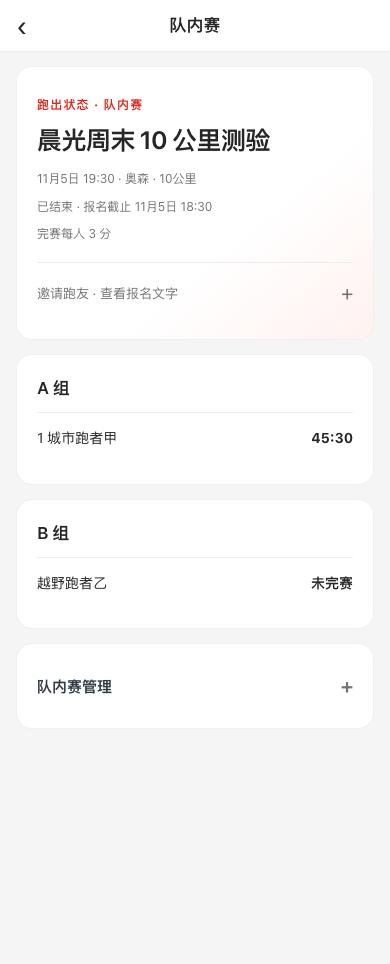 ‹ 队内赛
跑出状态 · 队内赛
晨光周末 10 公里测验
11月5日 19:30 · 奥森 · 10公里
已结束 · 报名截止 11月5日 18:30
完赛每人 3 分
邀请跑友 · 查看报名文字 +
A 组
1 城市跑者甲 45:30
B 组
越野跑者乙 未完赛
队内赛管理 +